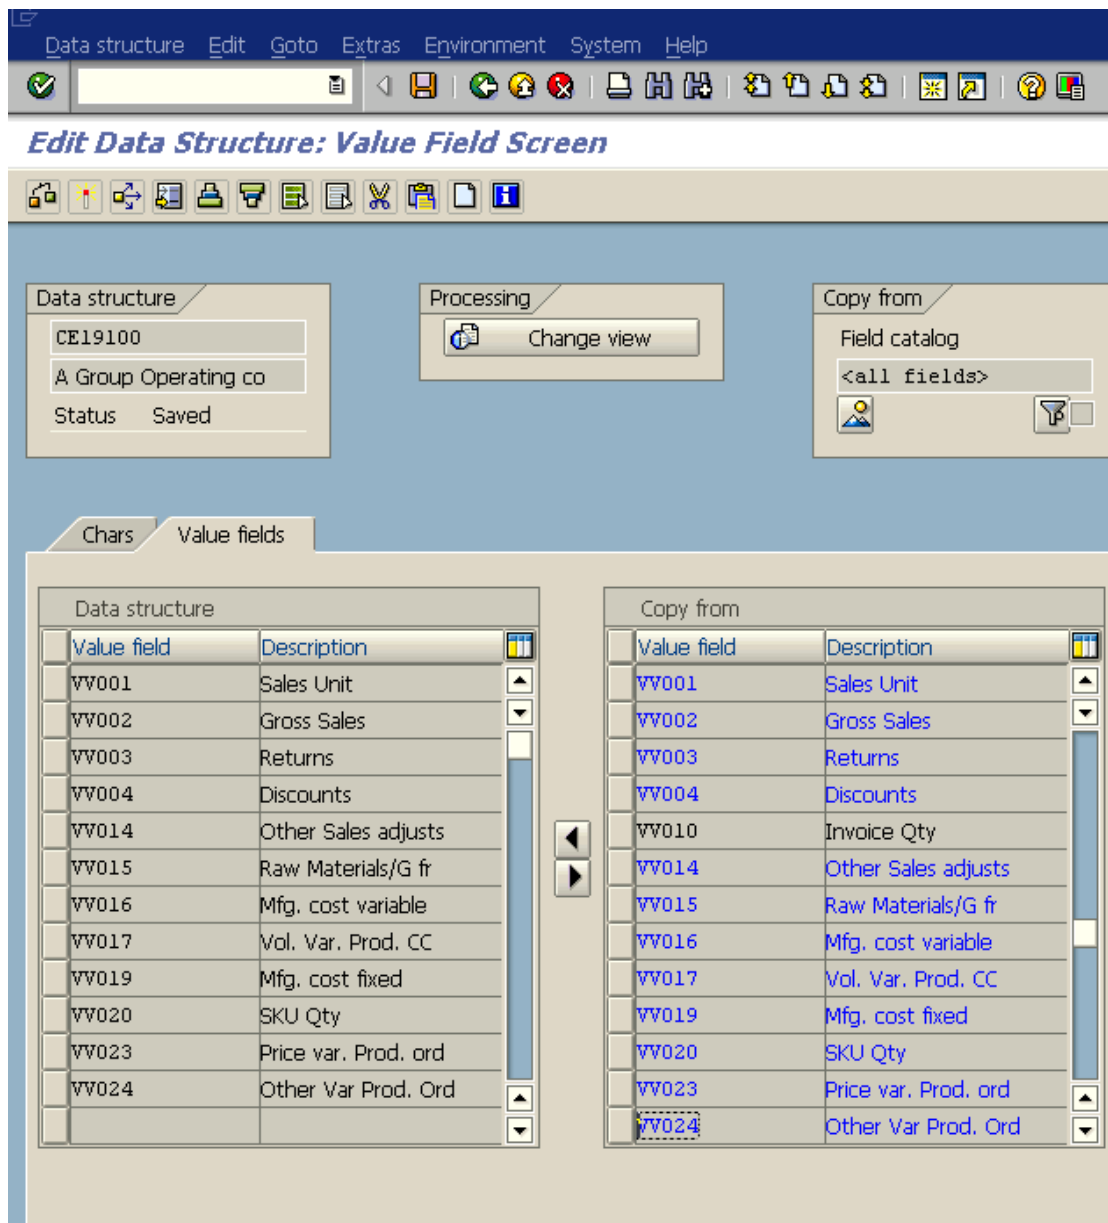 Data structure Edit Goto Extras Environment System Help
Edit Data Structure: Value Field Screen
Data structure
CE19100
A Group Operating co
Status Saved
Processing
Change view
Copy from
Field catalog
<all fields>
Chars Value fields
Data structure
Value field Description
VV001 Sales Unit
VV002 Gross Sales
VV003 Returns
VV004 Discounts
VV014 Other Sales adjusts
VV015 Raw Materials/G fr
VV016 Mfg. cost variable
VV017 Vol. Var. Prod. CC
VV019 Mfg. cost fixed
VV020 SKU Qty
VV023 Price var. Prod. ord
VV024 Other Var Prod. Ord
Copy from
Value field Description
VV001 Sales Unit
VV002 Gross Sales
VV003 Returns
VV004 Discounts
VV010 Invoice Qty
VV014 Other Sales adjusts
VV015 Raw Materials/G fr
VV016 Mfg. cost variable
VV017 Vol. Var. Prod. CC
VV019 Mfg. cost fixed
VV020 SKU Qty
VV023 Price var. Prod. ord
VV024 Other Var Prod. Ord